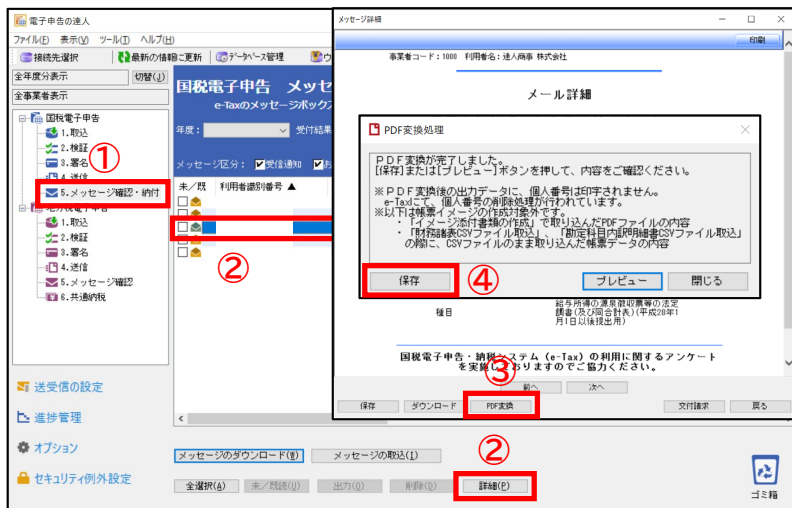 電子申告の達人
ファイル(F) 表示(V) ツール(T) ヘルプ(H)
接続先選択 最新の情報に更新 データベース管理
全年度分表示 切替(J)
全事業者表示
国税電子申告
1.取込
2.検証
3.署名
4.送信
5.メッセージ確認・納付
1.取込
2.検証
3.署名
4.送信
5.メッセージ確認
6.共通納税
①
送受信の設定
進捗管理
オプション
セキュリティ例外設定
国税電子申告 メッセ
e-Taxのメッセージボックス
年度: 受付結果
メッセージ区分: 受信通知 お
未/既 利用者識別番号 ▲
②
メッセージのダウンロード(W) メッセージの取込(I)
②
全選択(A) 未/既読(U) 出力(O) 削除(D) 詳細(P)
ゴミ箱
メッセージ詳細
印刷
事業者コード:1000 利用者名:達人商事 株式会社
メール詳細
PDF変換処理
PDF変換が完了しました。
[保存]または[プレビュー]ボタンを押して、内容をご確認ください。
※PDF変換後の出力データに、個人番号は印字されません。
e-Taxにて、個人番号の削除処理が行われています。
※以下は帳票イメージの作成対象外です。
・「イメージ添付書類の作成」で取り込んだPDFファイルの内容
・「財務諸表CSVファイル取込」、「勘定科目内訳明細書CSVファイル取込」
の際に、CSVファイルのまま取り込んだ帳票データの内容
保存 ④ プレビュー 閉じる
種目
給与所得の源泉徴収票等の法定
調書(及び同合計表)(平成28年1
月1日以後提出用)
国税電子申告・納税システム(e-Tax)の利用に関するアンケート
を実施しておりますのでご協力ください。
③
前へ 次へ
保存 ダウンロード PDF変換 交付請求 戻る